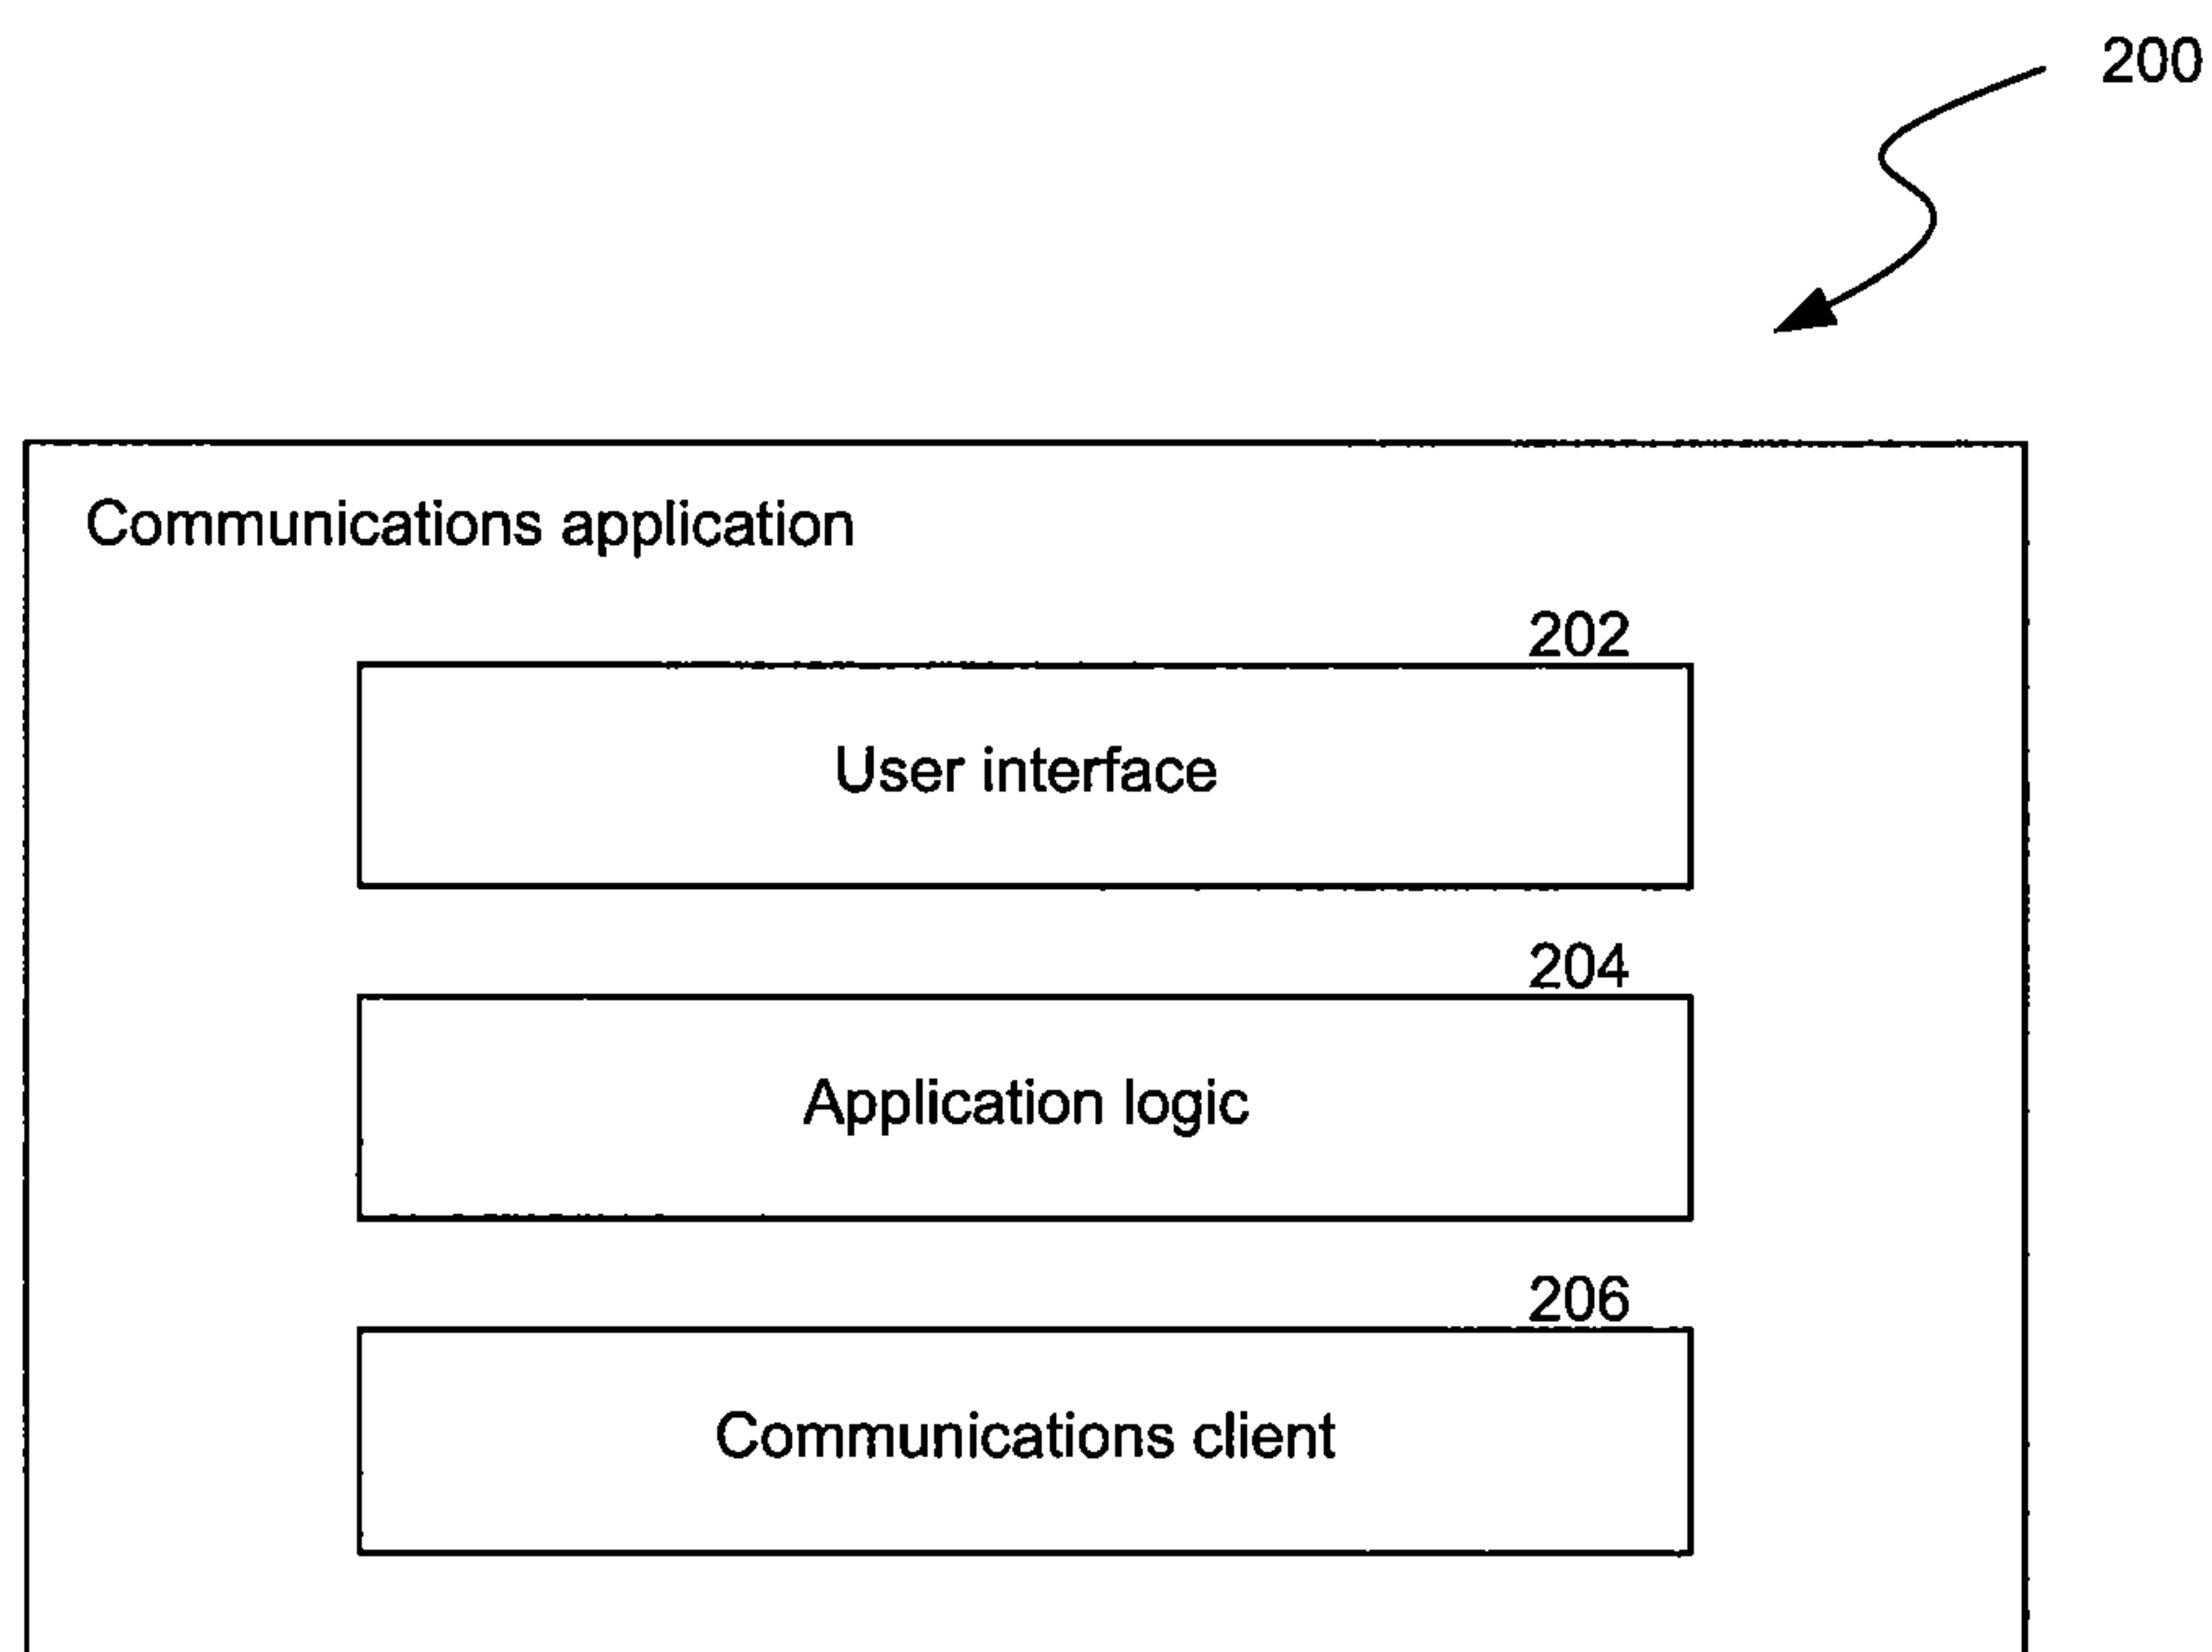 200
Communications application
202
User interface
204
Application logic
206
Communications client